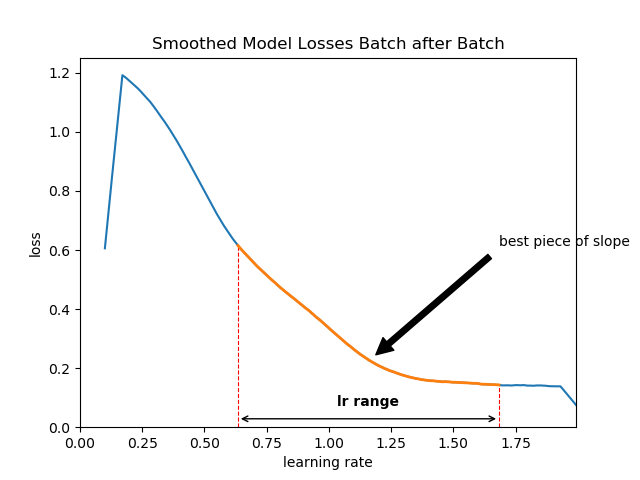 Smoothed Model Losses Batch after Batch
1.2
1.0
0.8
0.6
0.4
0.2
0.0
loss
best piece of slope
lr range
0.00 0.25 0.50 0.75 1.00 1.25 1.50 1.75
learning rate